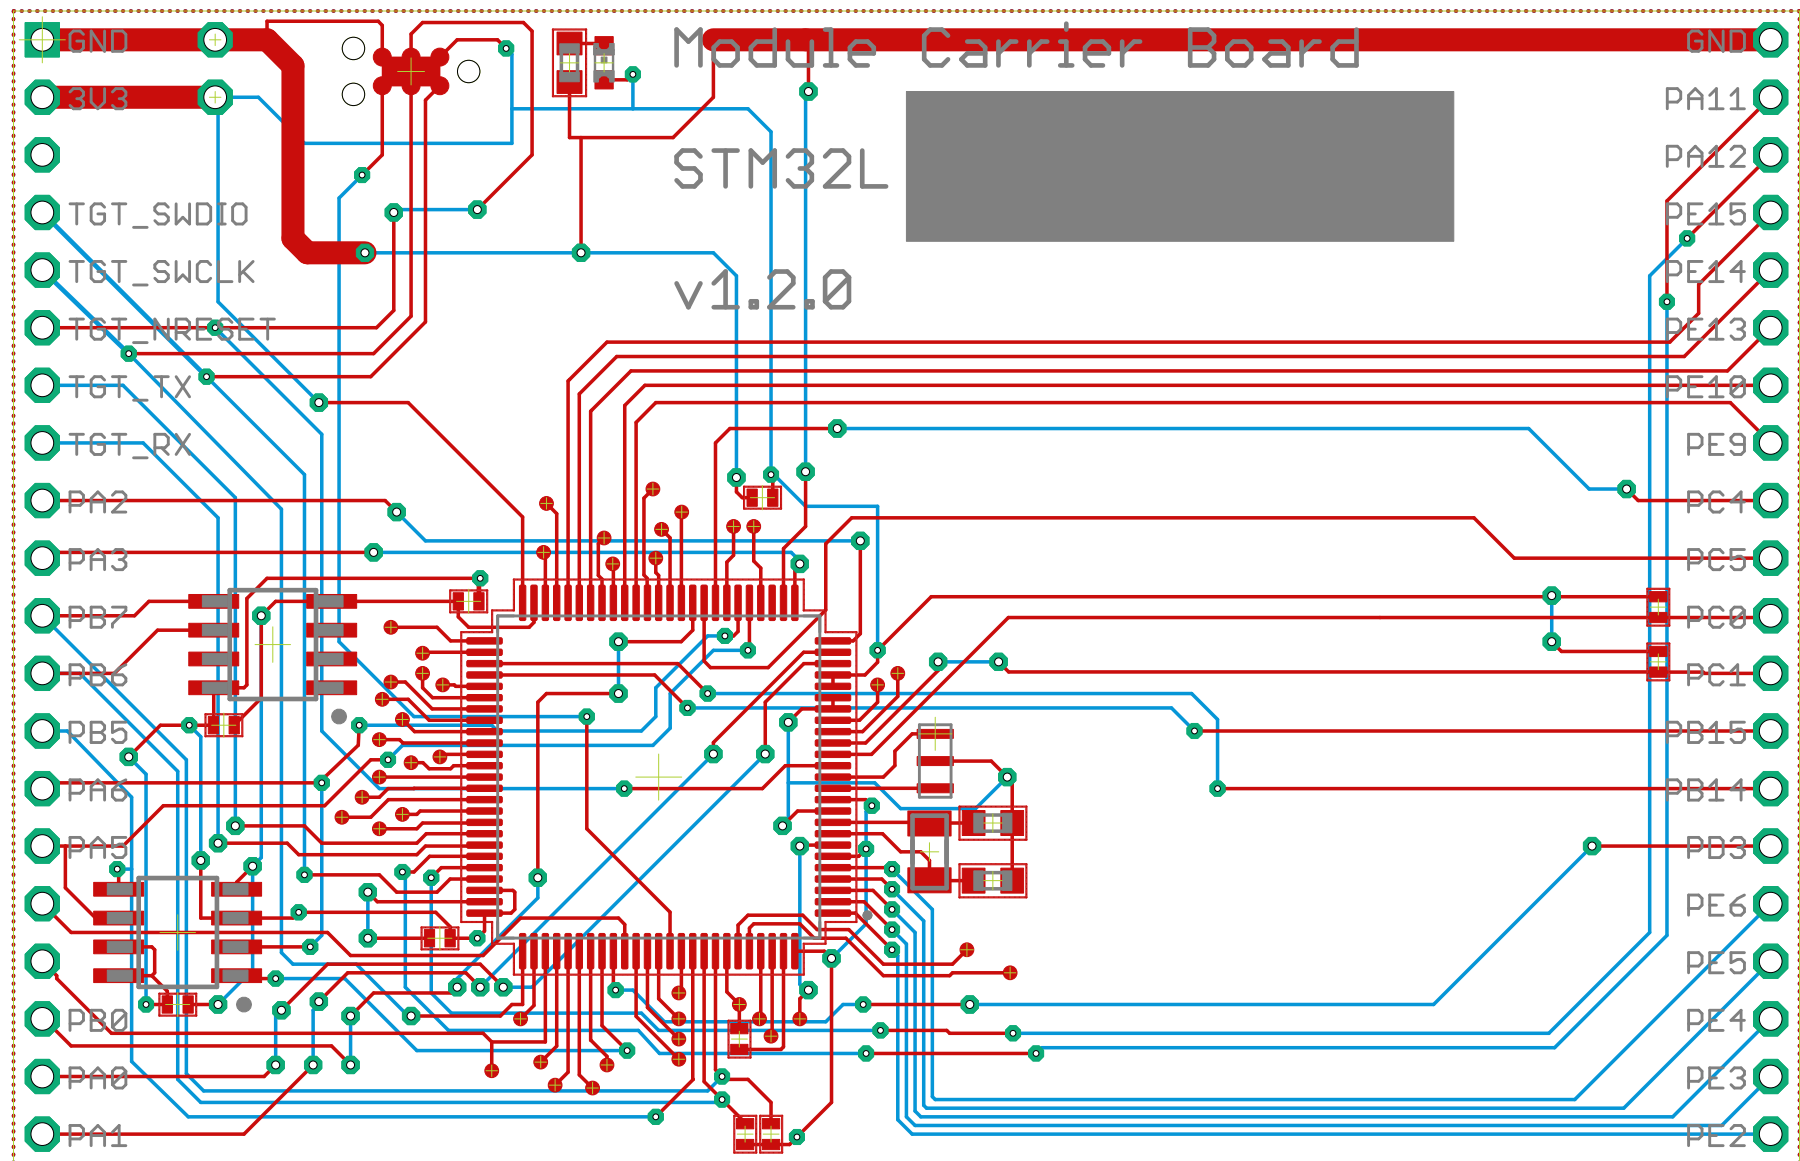 GND
3V3
TGT_SWDIO
TGT_SWCLK
TGT_NRESET
TGT_TX
TGT_RX
PA2
PA3
PB7
PB6
PB5
PA6
PA5
PB0
PA0
PA1
Module Carrier Board
STM32L
v1.2.0
GND
PA11
PA12
PE15
PE14
PE13
PE10
PE9
PC4
PC5
PC0
PC1
PB15
PB14
PD3
PE6
PE5
PE4
PE3
PE2